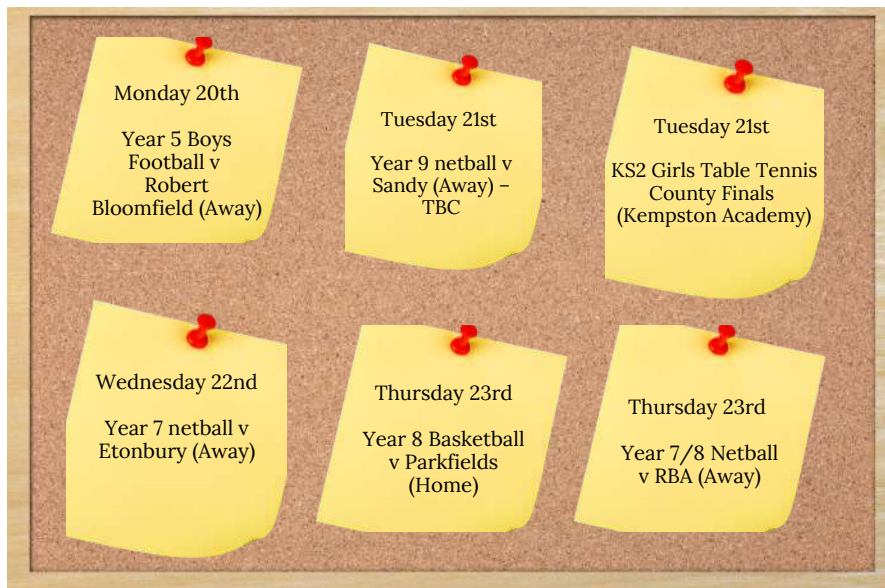 Monday 20th
Year 5 Boys
Football v
Robert
Bloomfield (Away)
Tuesday 21st
Year 9 netball v
Sandy (Away) –
TBC
Tuesday 21st
KS2 Girls Table Tennis
County Finals
(Kempston Academy)
Wednesday 22nd
Year 7 netball v
Etonbury (Away)
Thursday 23rd
Year 8 Basketball
v Parkfields
(Home)
Thursday 23rd
Year 7/8 Netball
v RBA (Away)